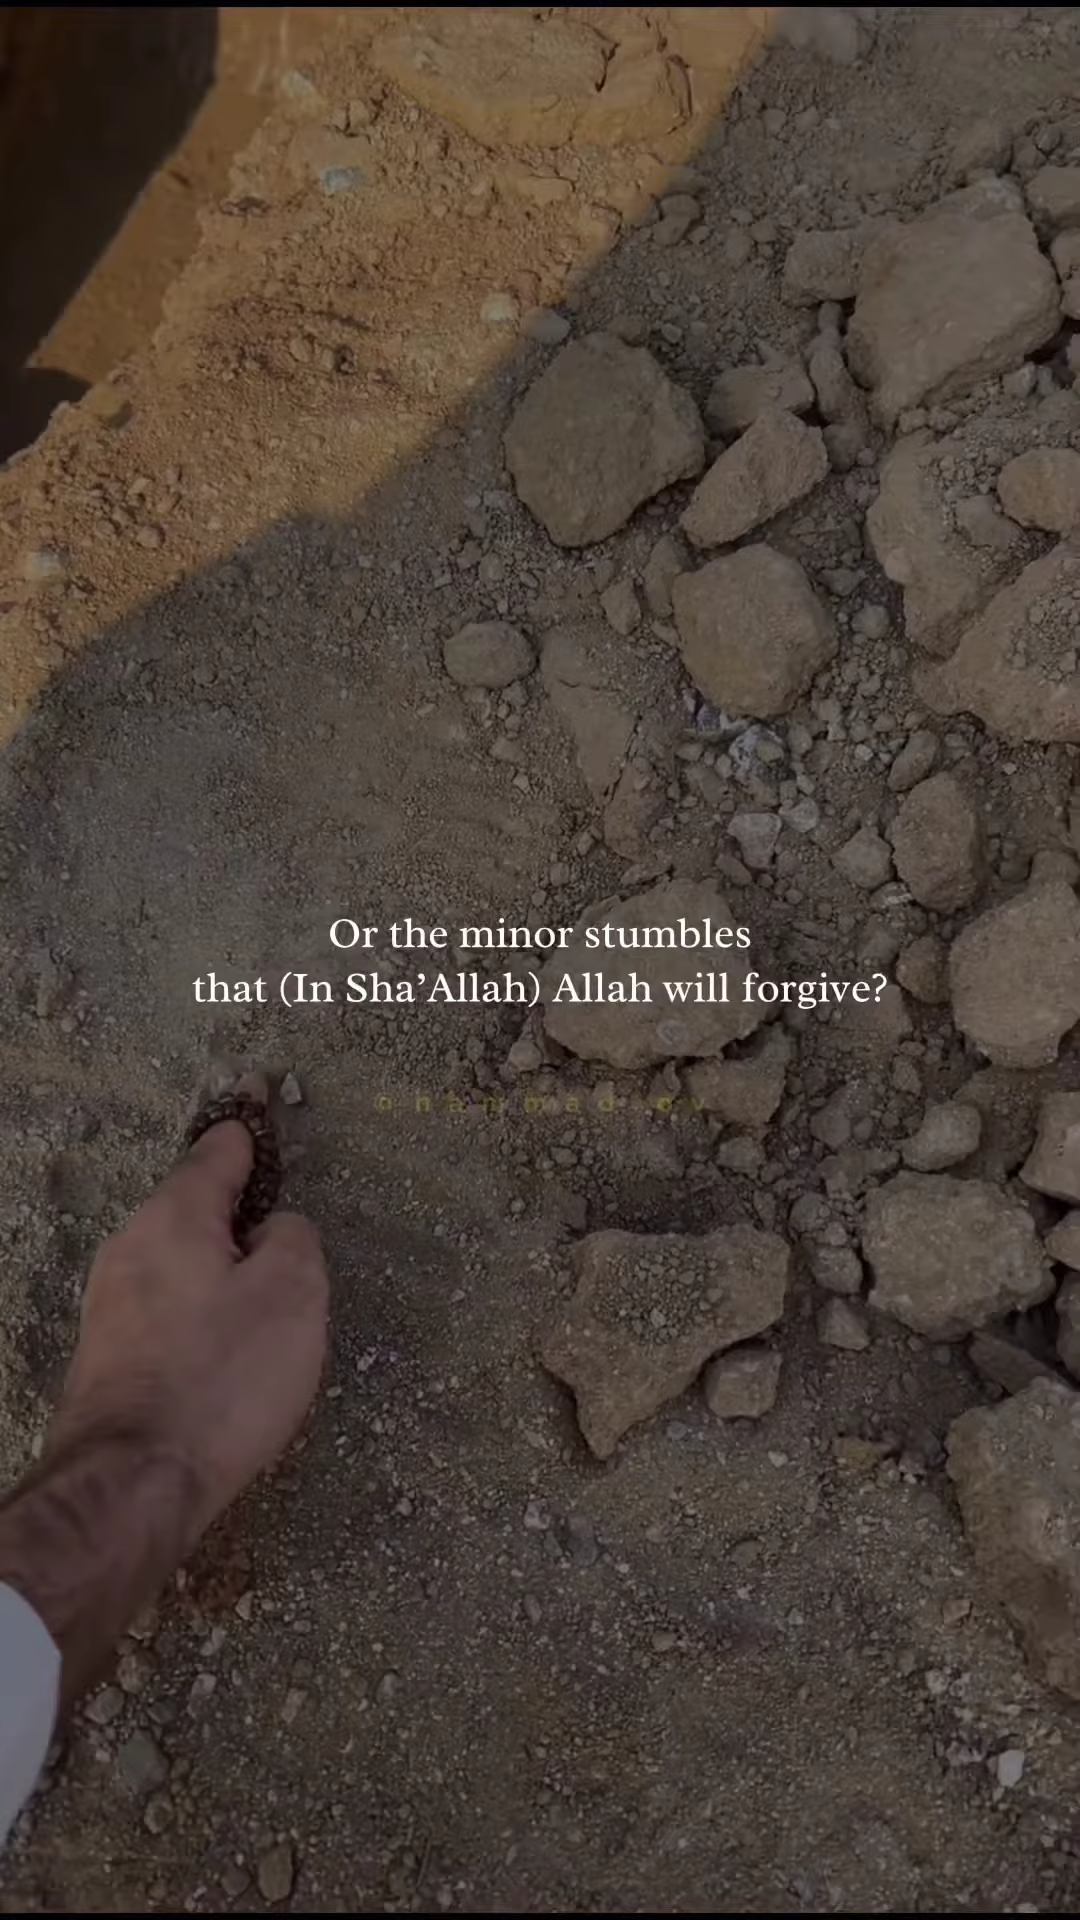 Or the minor stumbles
that (In Sha’Allah) Allah will forgive?